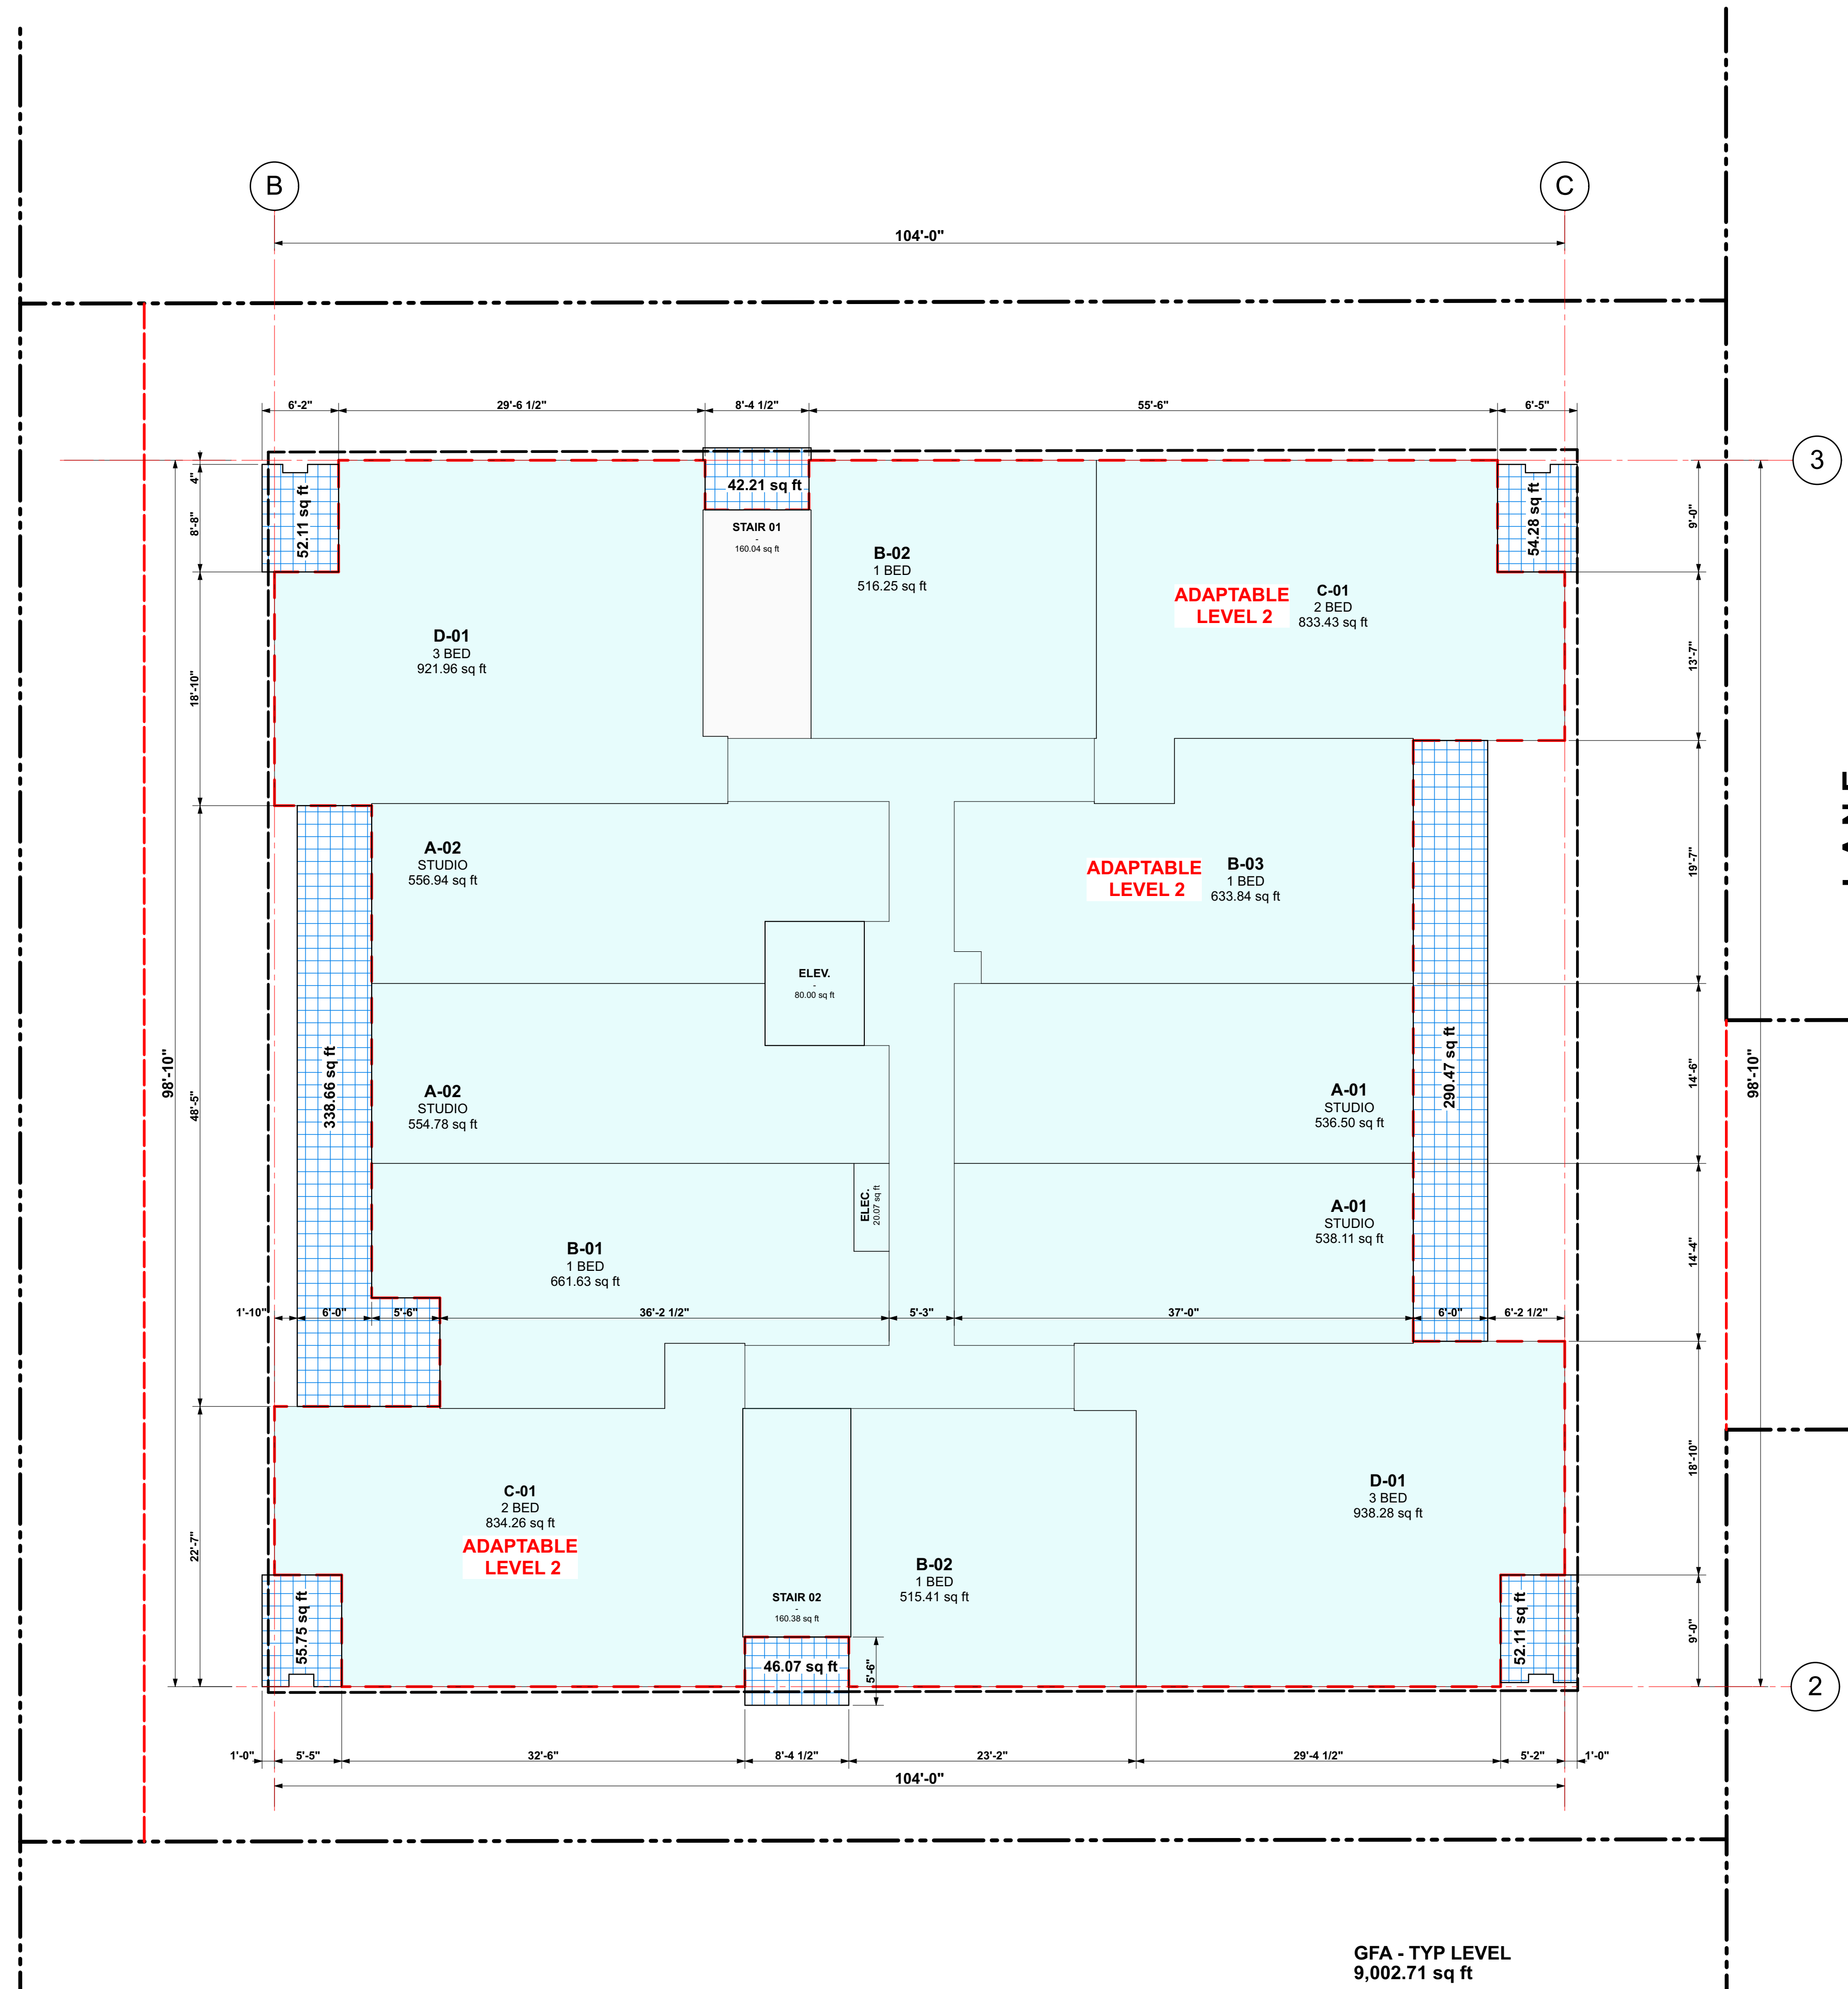 B
C
104'-0"
6'-2"
29'-6 1/2"
8'-4 1/2"
55'-6"
6'-5"
3
4"
8'-8"
18'-10"
98'-10"
48'-5"
22'-7"
9'-0"
13'-7"
19'-7"
14'-6"
98'-10"
14'-4"
18'-10"
9'-0"
52.11 sq ft
42.21 sq ft
54.28 sq ft
STAIR 01
-
160.04 sq ft
B-02
1 BED
516.25 sq ft
ADAPTABLE
LEVEL 2
C-01
2 BED
833.43 sq ft
D-01
3 BED
921.96 sq ft
A-02
STUDIO
556.94 sq ft
ADAPTABLE
LEVEL 2
B-03
1 BED
633.84 sq ft
ELEV.
-
80.00 sq ft
338.66 sq ft
290.47 sq ft
A-02
STUDIO
554.78 sq ft
A-01
STUDIO
536.50 sq ft
ELEC.
20.07 sq ft
A-01
STUDIO
538.11 sq ft
B-01
1 BED
661.63 sq ft
1'-10"
6'-0"
5'-6"
36'-2 1/2"
5'-3"
37'-0"
6'-0"
6'-2 1/2"
C-01
2 BED
834.26 sq ft
ADAPTABLE
LEVEL 2
D-01
3 BED
938.28 sq ft
B-02
1 BED
515.41 sq ft
STAIR 02
-
160.38 sq ft
55.75 sq ft
46.07 sq ft
5'-6"
52.11 sq ft
2
1'-0"
5'-5"
32'-6"
8'-4 1/2"
23'-2"
29'-4 1/2"
5'-2"
1'-0"
104'-0"
GFA - TYP LEVEL
9,002.71 sq ft